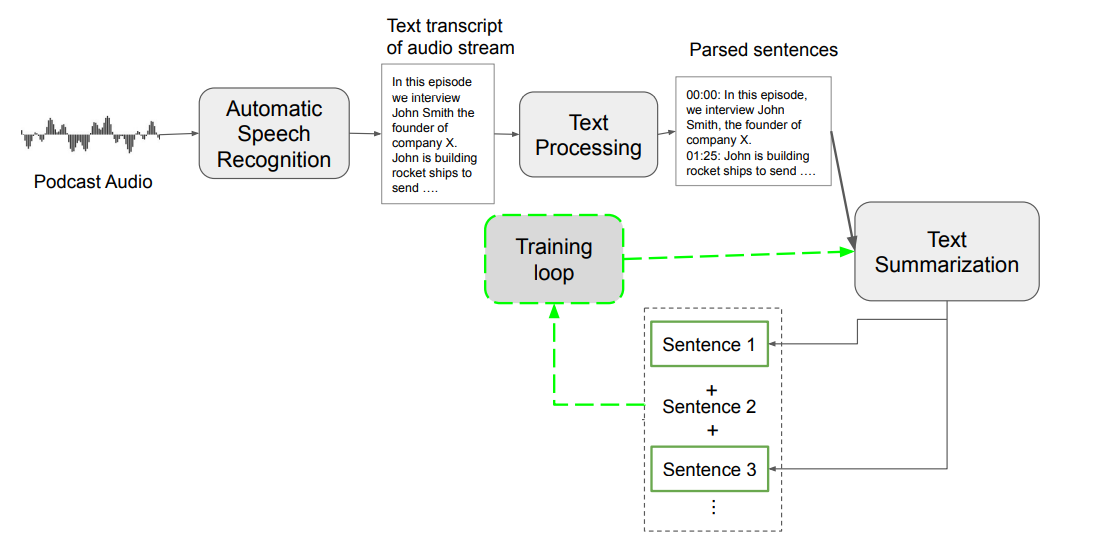 Podcast Audio
Automatic
Speech
Recognition
Text transcript
of audio stream
In this episode
we interview
John Smith the
founder of
company X.
John is building
rocket ships to
send ....
Text
Processing
Parsed sentences
00:00: In this episode,
we interview John
Smith, the founder of
company X.
01:25: John is building
rocket ships to send ....
Text
Summarization
Training
loop
Sentence 1
+
Sentence 2
+
Sentence 3
⋮